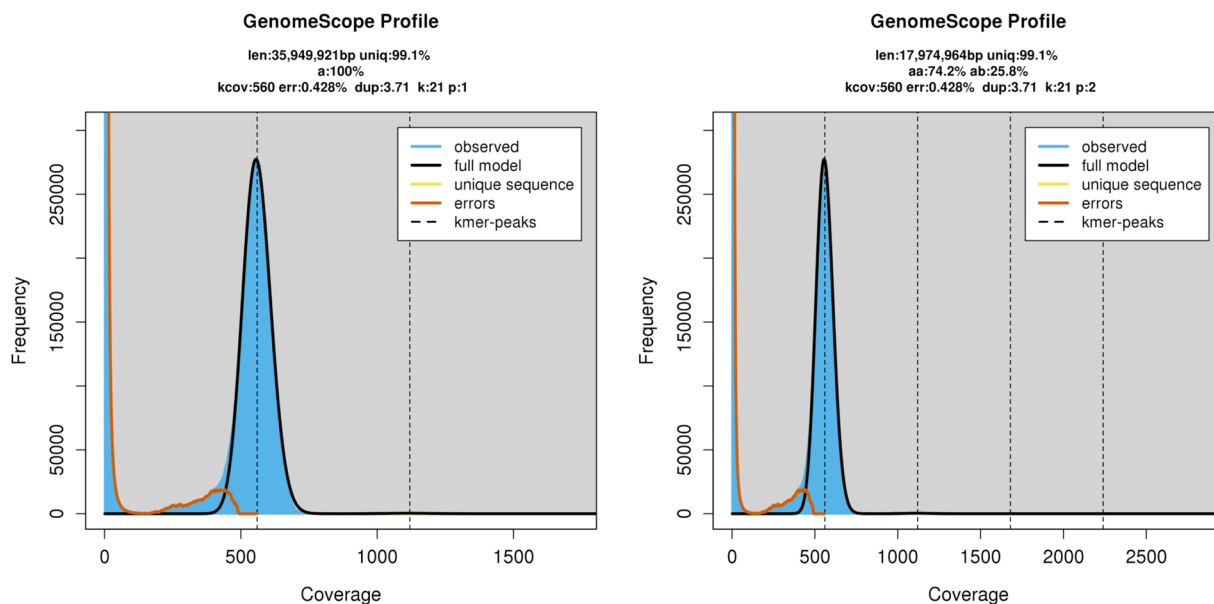 GenomeScope Profile
len:35,949,921bp uniq:99.1%
a:100%
kcov:560 err:0.428% dup:3.71 k:21 p:1
observed
full model
unique sequence
errors
kmer-peaks
Frequency
0
50000
150000
250000
0
500
1000
1500
Coverage
GenomeScope Profile
len:17,974,964bp uniq:99.1%
aa:74.2% ab:25.8%
kcov:560 err:0.428% dup:3.71 k:21 p:2
observed
full model
unique sequence
errors
kmer-peaks
Frequency
0
50000
150000
250000
0
500
1000
1500
2000
2500
Coverage